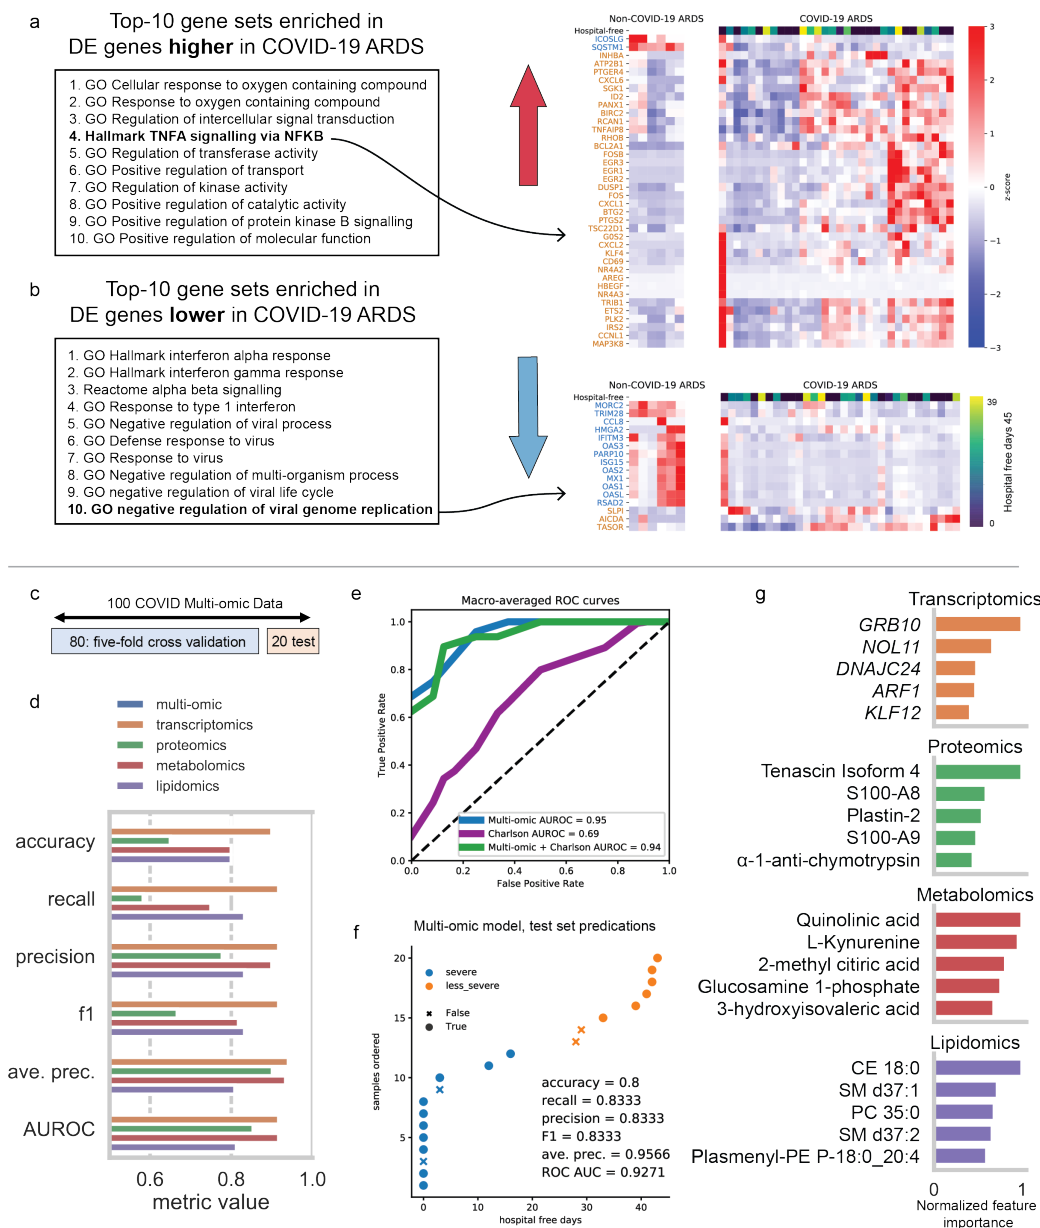 a
Top-10 gene sets enriched in
DE genes higher in COVID-19 ARDS
1. GO Cellular response to oxygen containing compound
2. GO Response to oxygen containing compound
3. GO Regulation of intercellular signal transduction
4. Hallmark TNFA signalling via NFKB
5. GO Regulation of transferase activity
6. GO Positive regulation of transport
7. GO Regulation of kinase activity
8. GO Positive regulation of catalytic activity
9. GO Positive regulation of protein kinase B signalling
10. GO Positive regulation of molecular function
Non-COVID-19 ARDS
COVID-19 ARDS
Hospital-free
ICOSLG
SQSTM1
INHBA
ATP2B1
PTGER4
CXCL6
SGK1
ID2
PANX1
BIRC2
RCAN1
TNFAIP8
RHOB
BCL2A1
FOSB
EGR3
EGR1
EGR2
DUSP1
FOS
CXCL1
BTG2
PTGS2
TSC22D1
G0S2
CXCL2
KLF4
CD69
NR4A2
AREG
HBEGF
NR4A3
TRIB1
ETS2
PLK2
IRS2
CCNL1
MAP3K8
3
2
1
0
−1
−2
−3
z-score
b
Top-10 gene sets enriched in
DE genes lower in COVID-19 ARDS
1. GO Hallmark interferon alpha response
2. GO Hallmark interferon gamma response
3. Reactome alpha beta signalling
4. GO Response to type 1 interferon
5. GO Negative regulation of viral process
6. GO Defense response to virus
7. GO Response to virus
8. GO Negative regulation of multi-organism process
9. GO negative regulation of viral life cycle
10. GO negative regulation of viral genome replication
Non-COVID-19 ARDS
COVID-19 ARDS
Hospital-free
MORC2
TRIM28
CCL8
HMGA2
IFITM3
OAS3
PARP10
ISG15
OAS2
MX1
OAS1
OASL
RSAD2
SLPI
AICDA
TASOR
39
0
Hospital free days 45
c
100 COVID Multi-omic Data
80: five-fold cross validation
20 test
d
multi-omic
transcriptomics
proteomics
metabolomics
lipidomics
accuracy
recall
precision
f1
ave. prec.
AUROC
0.6
0.8
1.0
metric value
e
Macro-averaged ROC curves
1.0
0.8
0.6
0.4
0.2
0.0
True Positive Rate
Multi-omic AUROC = 0.95
Charlson AUROC = 0.69
Multi-omic + Charlson AUROC = 0.94
0.0
0.2
0.4
0.6
0.8
1.0
False Positive Rate
f
Multi-omic model, test set predications
20
15
10
5
samples ordered
severe
less_severe
False
True
accuracy = 0.8
recall = 0.8333
precision = 0.8333
F1 = 0.8333
ave. prec. = 0.9566
ROC AUC = 0.9271
0
10
20
30
40
hospital free days
g
Transcriptomics
GRB10
NOL11
DNAJC24
ARF1
KLF12
Proteomics
Tenascin Isoform 4
S100-A8
Plastin-2
S100-A9
α-1-anti-chymotrypsin
Metabolomics
Quinolinic acid
L-Kynurenine
2-methyl citiric acid
Glucosamine 1-phosphate
3-hydroxyisovaleric acid
Lipidomics
CE 18:0
SM d37:1
PC 35:0
SM d37:2
Plasmenyl-PE P-18:0_20:4
0
1
Normalized feature
importance